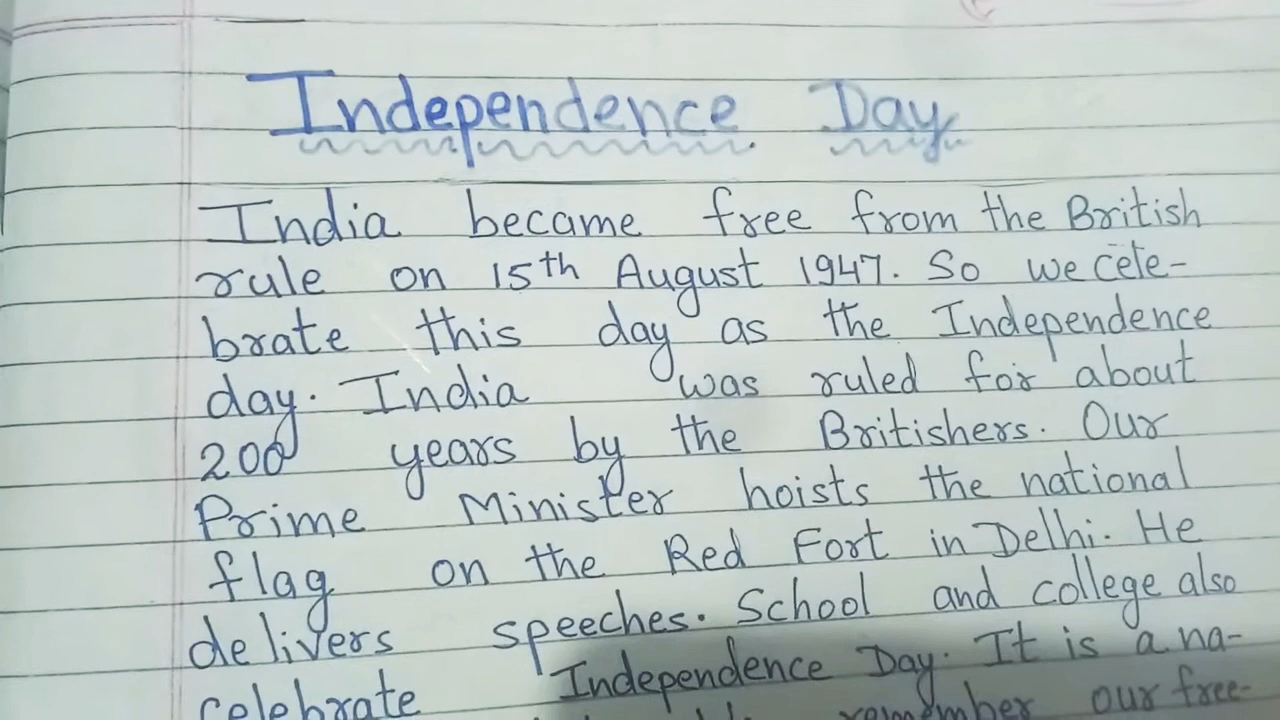 Independence Day
India became free from the British
rule on 15th August 1947. So we cele-
brate this day as the Independence
day. India was ruled for about
200 years by the Britishers. Our
Prime Minister hoists the national
flag on the Red Fort in Delhi. He
delivers speeches. School and college also
celebrate Independence Day. It is a na-
remember our free-